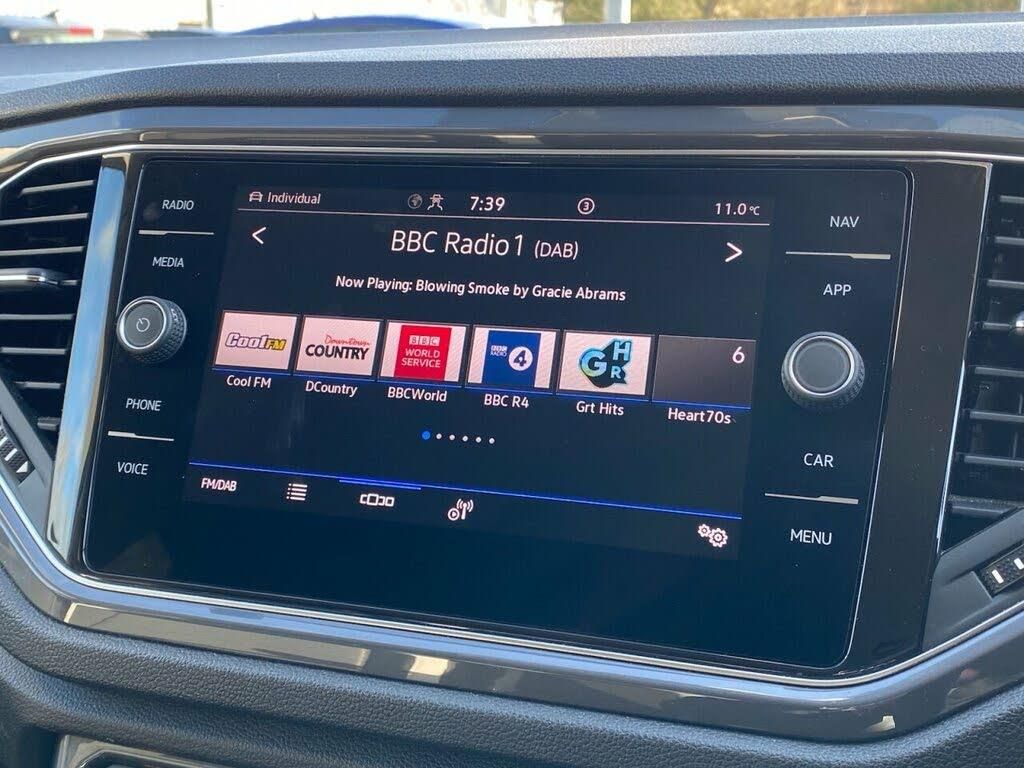 RADIO
MEDIA
PHONE
VOICE
Individual
7:39
3
11.0 °C
<
BBC Radio 1 (DAB)
>
Now Playing: Blowing Smoke by Gracie Abrams
Cool FM
Downtown
COUNTRY
BBC
WORLD
SERVICE
BBC
RADIO
4
GHR
6
Cool FM
DCountry
BBCWorld
BBC R4
Grt Hits
Heart70s
FM/DAB
NAV
APP
CAR
MENU